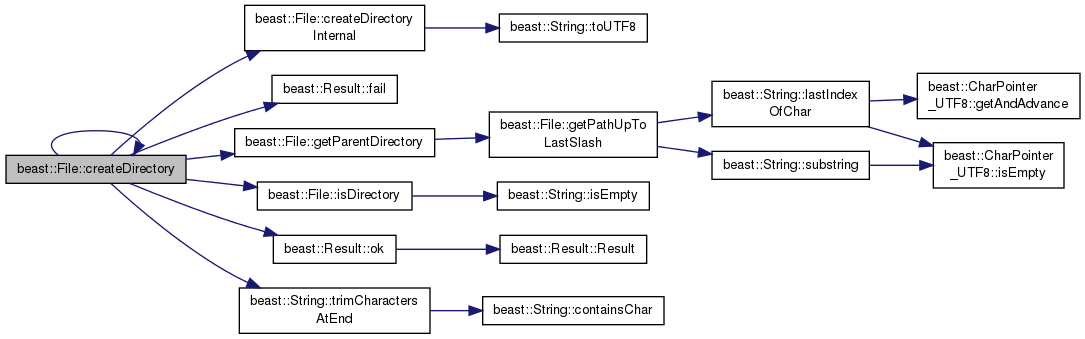 beast::File::createDirectory
beast::File::createDirectory
Internal
beast::String::toUTF8
beast::Result::fail
beast::File::getParentDirectory
beast::File::getPathUpTo
LastSlash
beast::String::lastIndex
OfChar
beast::CharPointer
_UTF8::getAndAdvance
beast::String::substring
beast::CharPointer
_UTF8::isEmpty
beast::File::isDirectory
beast::String::isEmpty
beast::Result::ok
beast::Result::Result
beast::String::trimCharacters
AtEnd
beast::String::containsChar